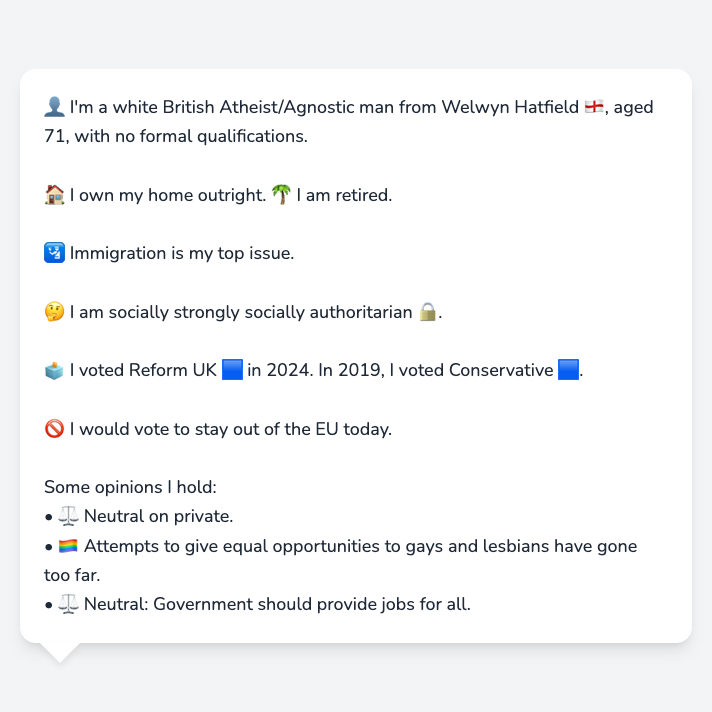 👤 I'm a white British Atheist/Agnostic man from Welwyn Hatfield 🏴󠁧󠁢󠁥󠁮󠁧󠁿, aged
71, with no formal qualifications.
🏠 I own my home outright. 🌴 I am retired.
🛂 Immigration is my top issue.
🤔 I am socially strongly socially authoritarian 🔒.
🗳️ I voted Reform UK 🟦 in 2024. In 2019, I voted Conservative 🟦.
🚫 I would vote to stay out of the EU today.
Some opinions I hold:
• ⚖️ Neutral on private.
• 🏳️‍🌈 Attempts to give equal opportunities to gays and lesbians have gone
too far.
• ⚖️ Neutral: Government should provide jobs for all.